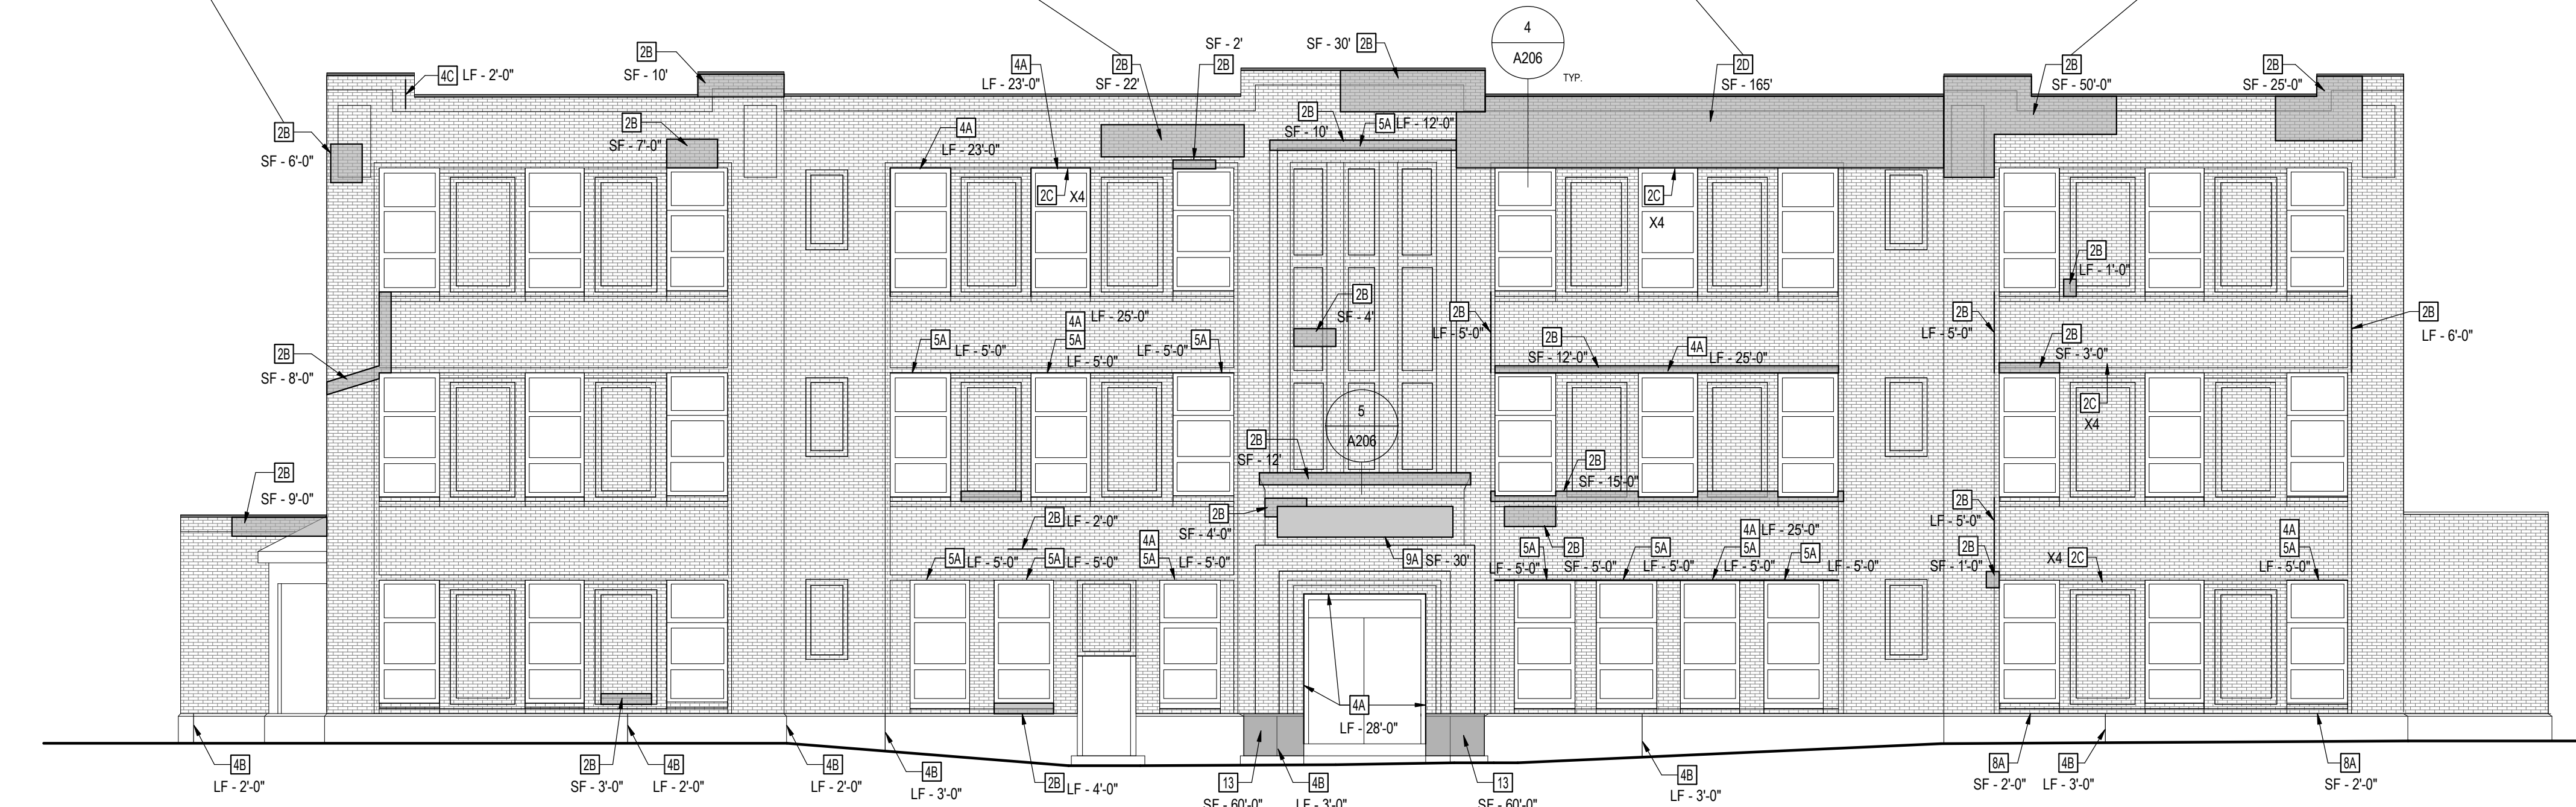 4
A206
TYP.
4C LF - 2'-0"
2B
SF - 10'
4A
LF - 23'-0"
2B
SF - 22'
SF - 2'
2B
SF - 30' 2B
2D
SF - 165'
2B
SF - 50'-0"
2B
SF - 25'-0"
2B
SF - 6'-0"
2B
SF - 7'-0"
4A
LF - 23'-0"
2B
SF - 10'
5A LF - 12'-0"
2C X4
2C
X4
2B
LF - 1'-0"
2B
SF - 8'-0"
5A LF - 5'-0"
4A LF - 25'-0"
5A
LF - 5'-0"
LF - 5'-0" 5A
2B
SF - 4'
2B
LF - 5'-0"
2B
SF - 12'-0"
4A LF - 25'-0"
2B
LF - 5'-0"
2B
SF - 3'-0"
2B
LF - 6'-0"
2C
X4
5
A206
2B
SF - 9'-0"
2B
SF - 12'
2B
SF - 15'-0"
2B LF - 2'-0"
2B
SF - 4'-0"
9A SF - 30'
5A LF - 5'-0"
5A LF - 5'-0"
4A
5A LF - 5'-0"
5A
LF - 5'-0"
2B
SF - 5'-0"
5A
LF - 5'-0"
4A LF - 25'-0"
5A
LF - 5'-0"
5A LF - 5'-0"
2B
LF - 5'-0"
2B
SF - 1'-0"
X4 2C
4A
5A
LF - 5'-0"
4A
LF - 28'-0"
4B
LF - 2'-0"
2B
SF - 3'-0"
4B
LF - 2'-0"
4B
LF - 2'-0"
4B
LF - 3'-0"
2B LF - 4'-0"
13
SF - 60'-0"
4B
LF - 3'-0"
13
SF - 60'-0"
4B
LF - 3'-0"
8A
SF - 2'-0"
4B
LF - 3'-0"
8A
SF - 2'-0"